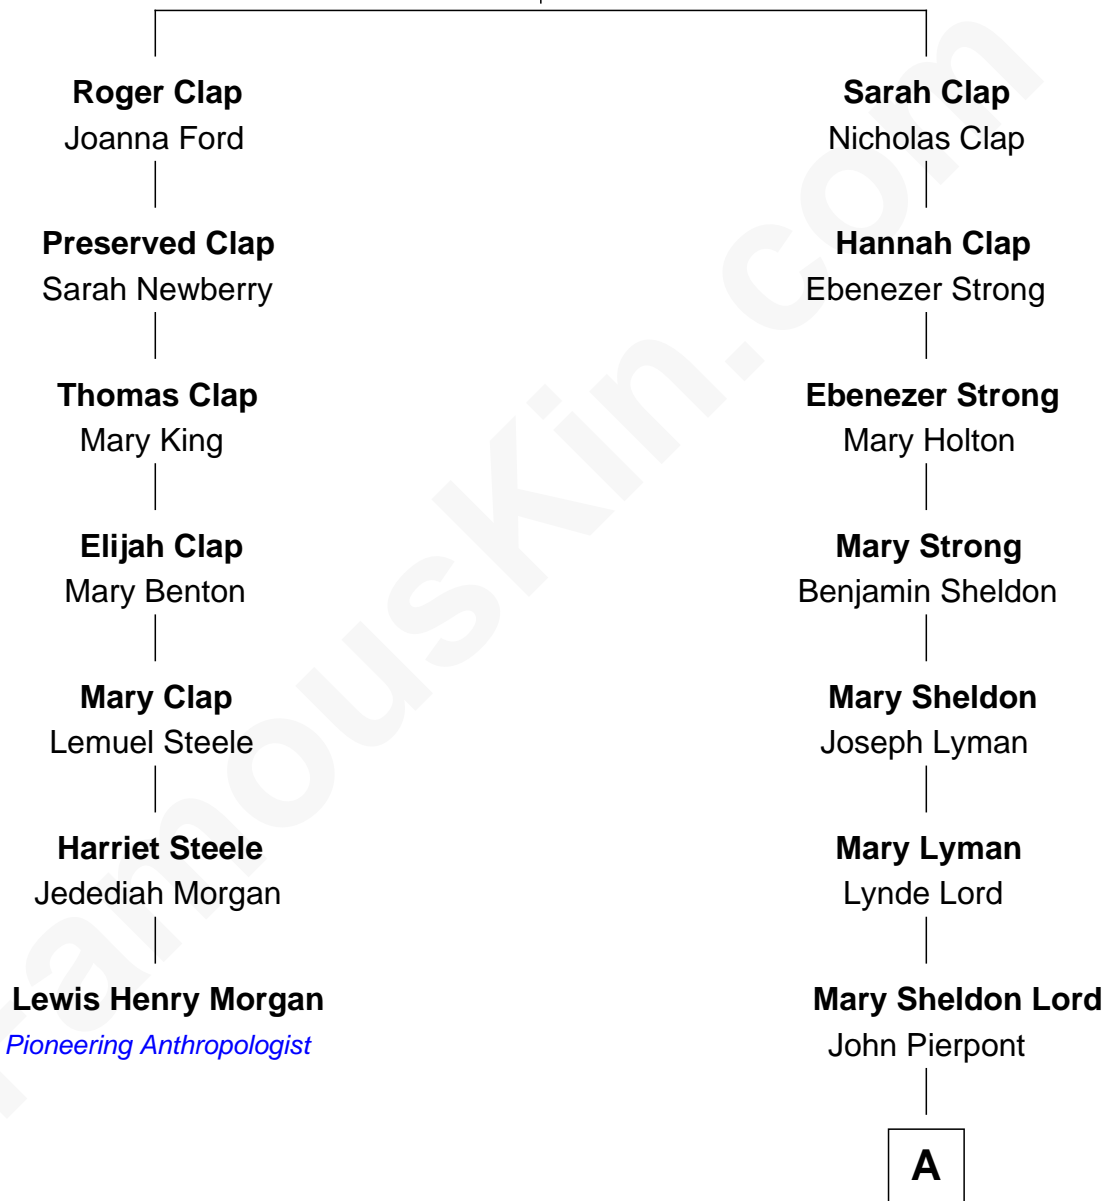 Roger Clap
Joanna Ford
Preserved Clap
Sarah Newberry
Thomas Clap
Mary King
Elijah Clap
Mary Benton
Mary Clap
Lemuel Steele
Harriet Steele
Jedediah Morgan
Lewis Henry Morgan
Pioneering Anthropologist
Sarah Clap
Nicholas Clap
Hannah Clap
Ebenezer Strong
Ebenezer Strong
Mary Holton
Mary Strong
Benjamin Sheldon
Mary Sheldon
Joseph Lyman
Mary Lyman
Lynde Lord
Mary Sheldon Lord
John Pierpont
A
famouskin.com